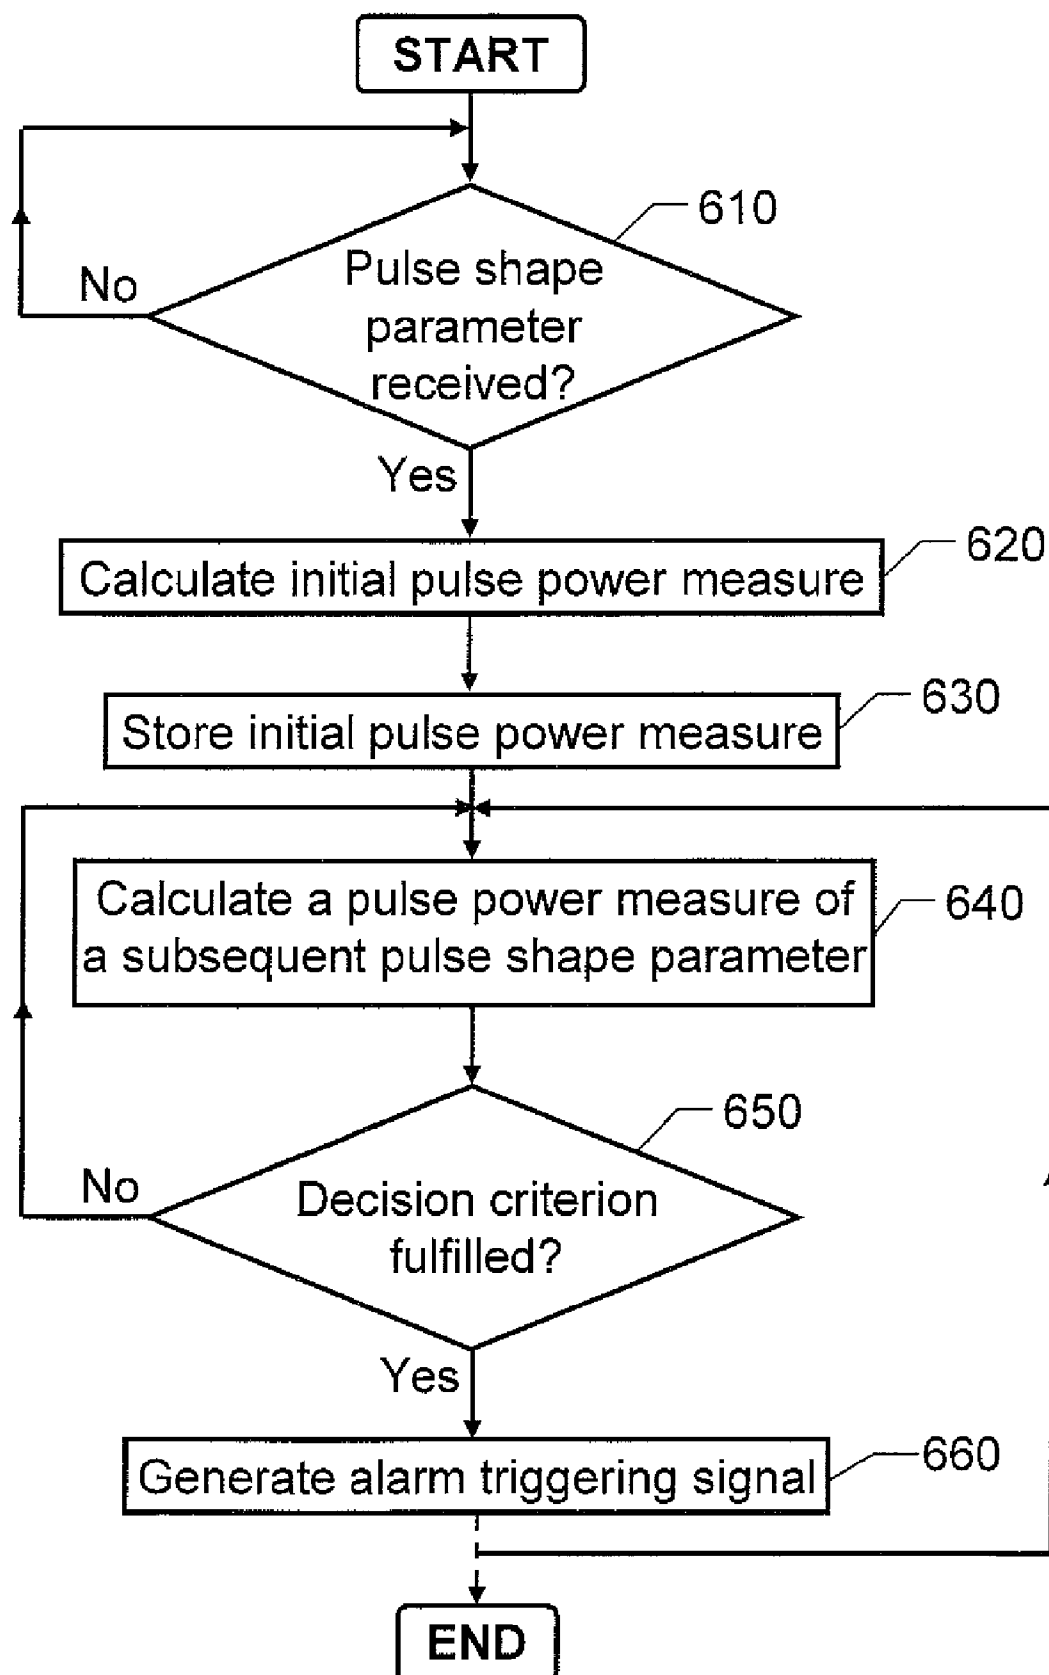 START
610
Pulse shape
parameter
received?
No
Yes
620
Calculate initial pulse power measure
630
Store initial pulse power measure
Calculate a pulse power measure of
a subsequent pulse shape parameter
640
650
No
Decision criterion
fulfilled?
Yes
660
Generate alarm triggering signal
END